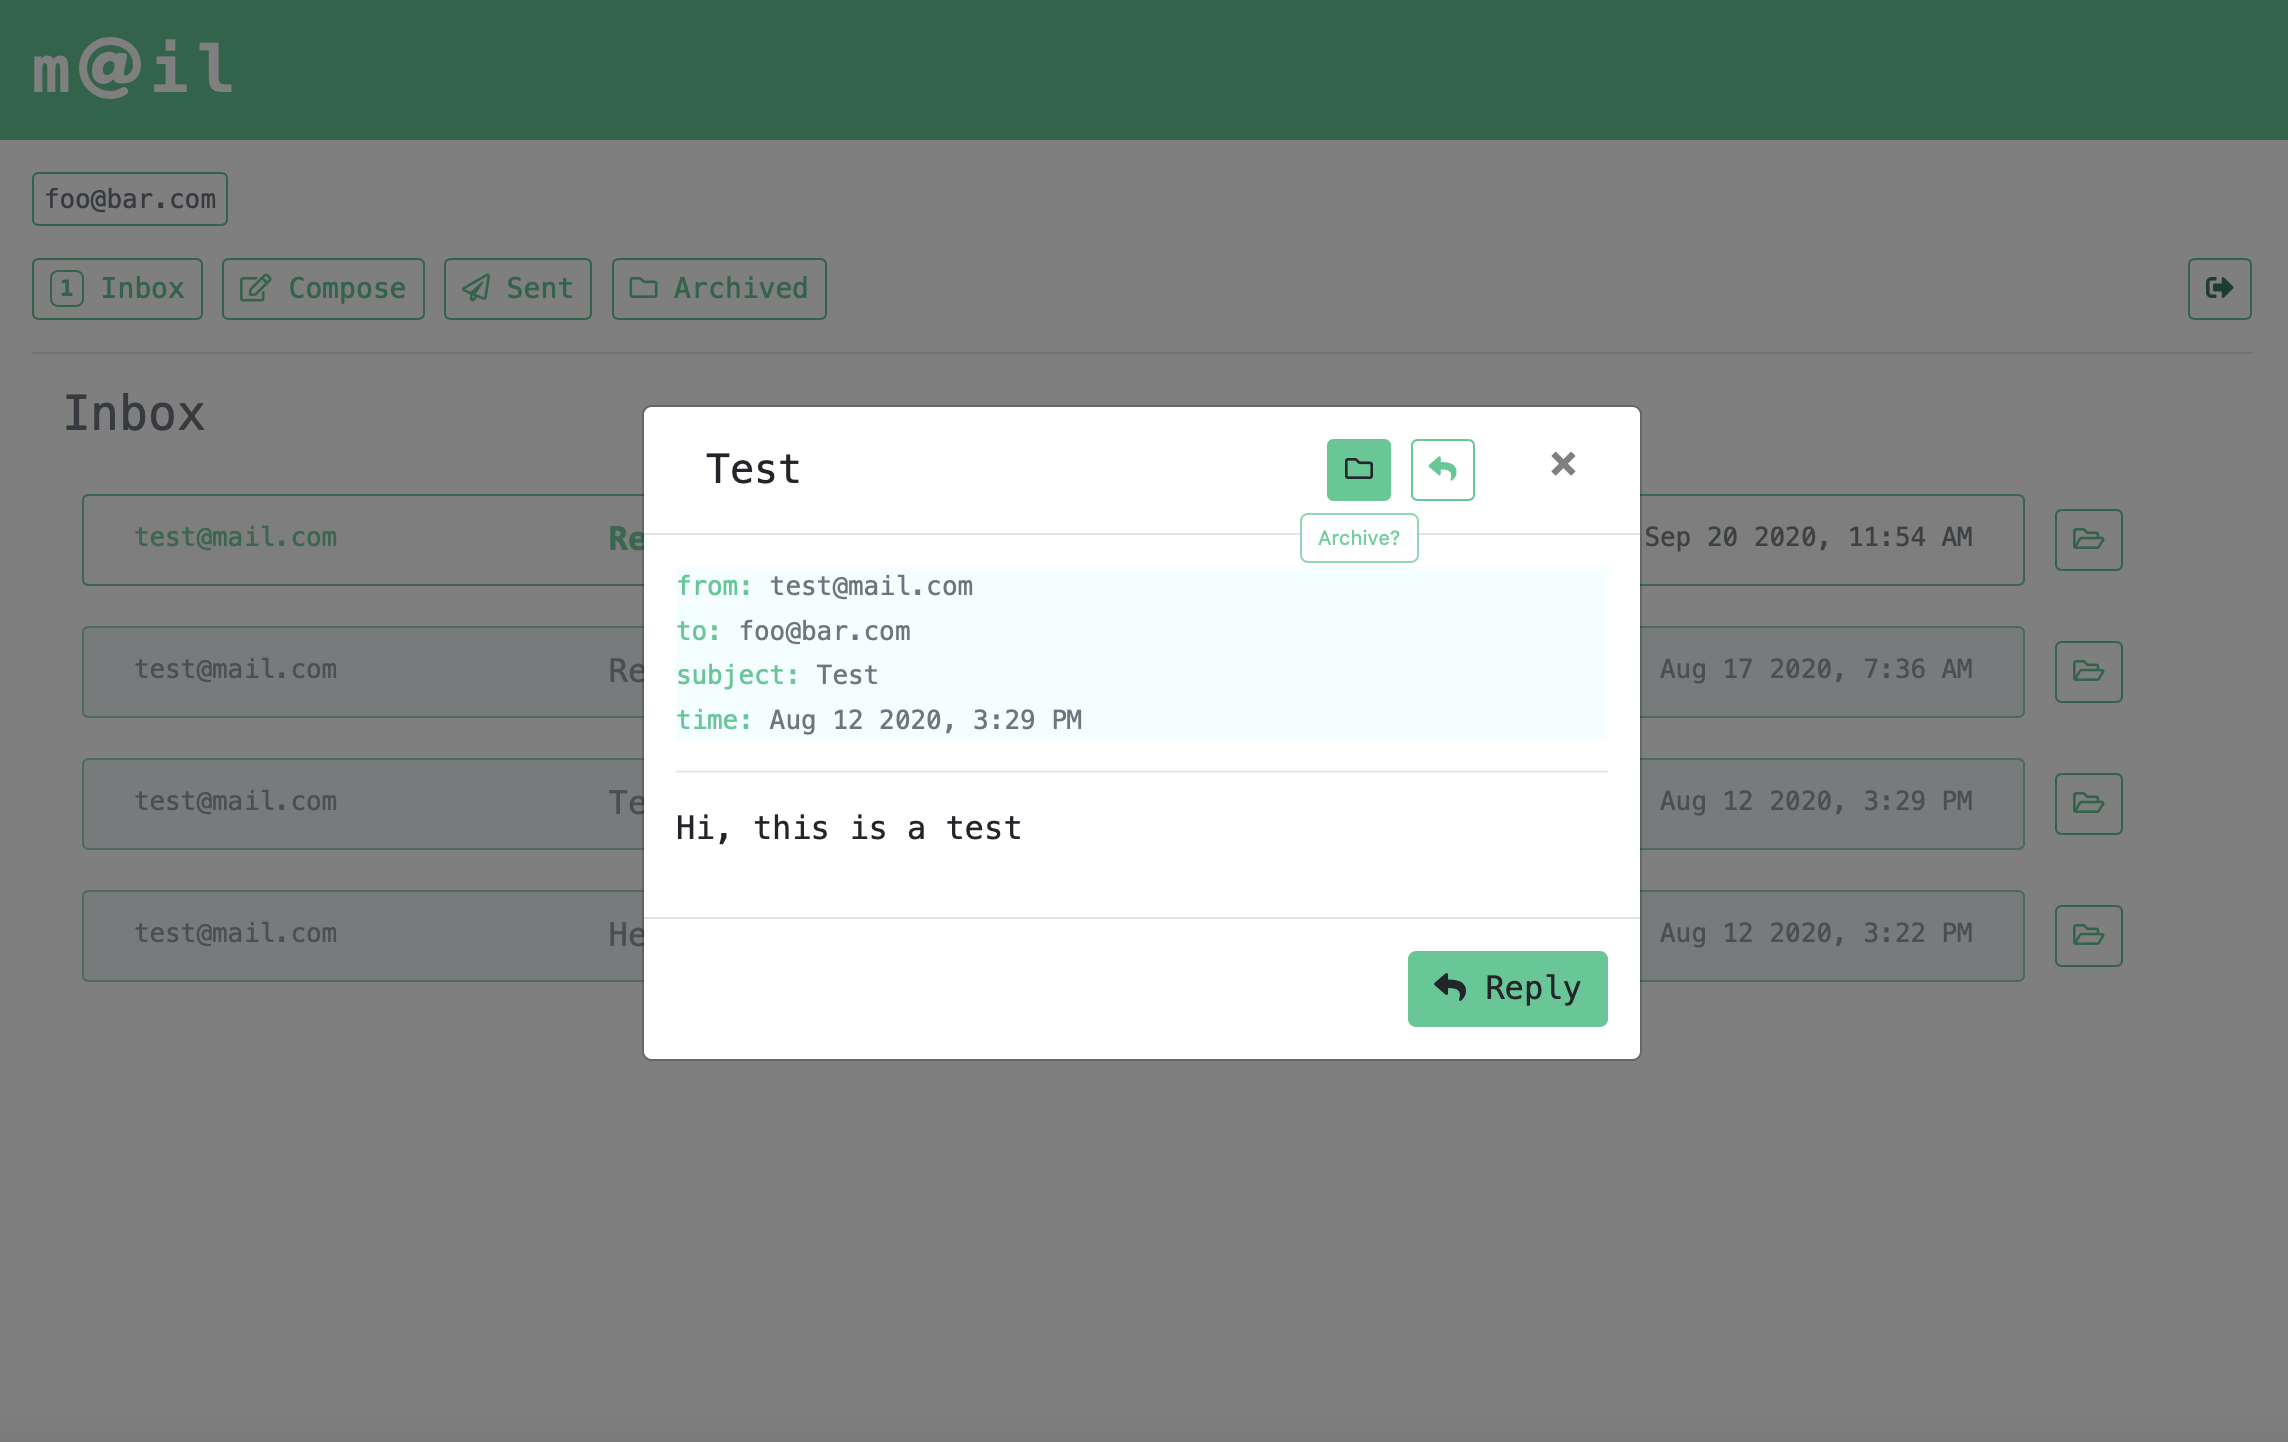 m@il
foo@bar.com
1 Inbox Compose Sent Archived
Inbox
test@mail.com Re Sep 20 2020, 11:54 AM
test@mail.com Re Aug 17 2020, 7:36 AM
test@mail.com Te Aug 12 2020, 3:29 PM
test@mail.com He Aug 12 2020, 3:22 PM
Test
Archive?
from: test@mail.com
to: foo@bar.com
subject: Test
time: Aug 12 2020, 3:29 PM
Hi, this is a test
Reply